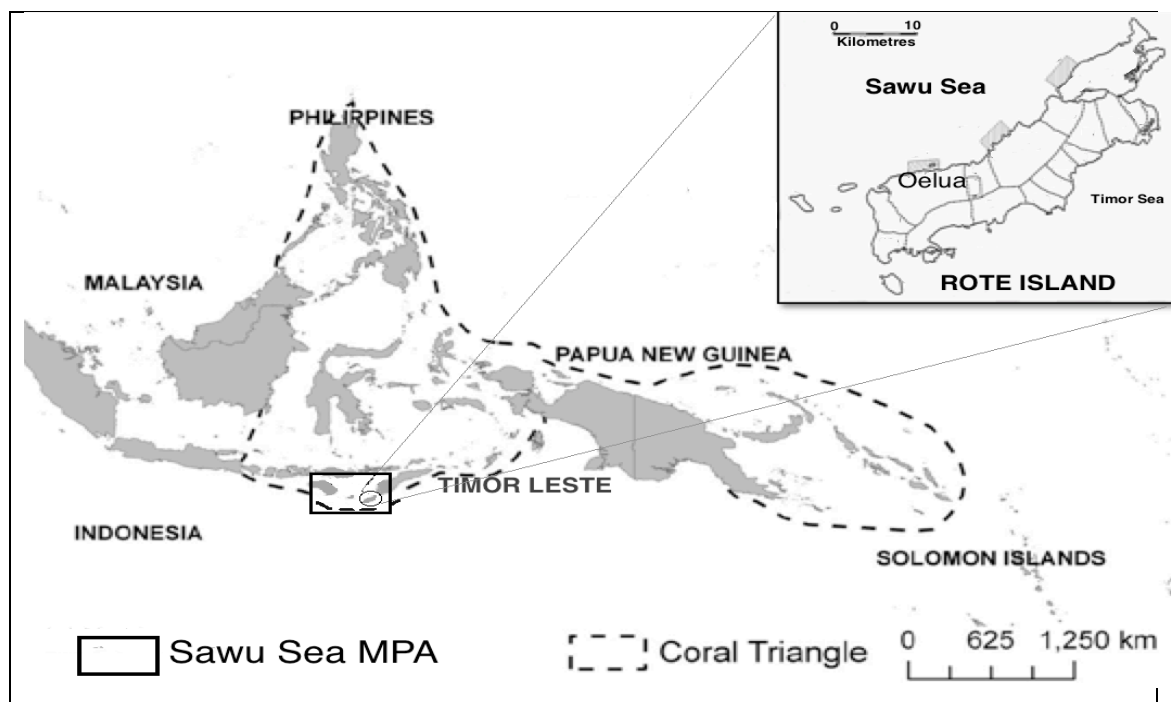 0 10
Kilometres
Sawu Sea
Oelua
Timor Sea
ROTE ISLAND
PHILIRPINES
MALAYSIA
PAPUA NEW GUINEA
TIMOR LESTE
INDONESIA
SOLOMON ISLANDS
Sawu Sea MPA
Coral Triangle
0 625 1,250 km